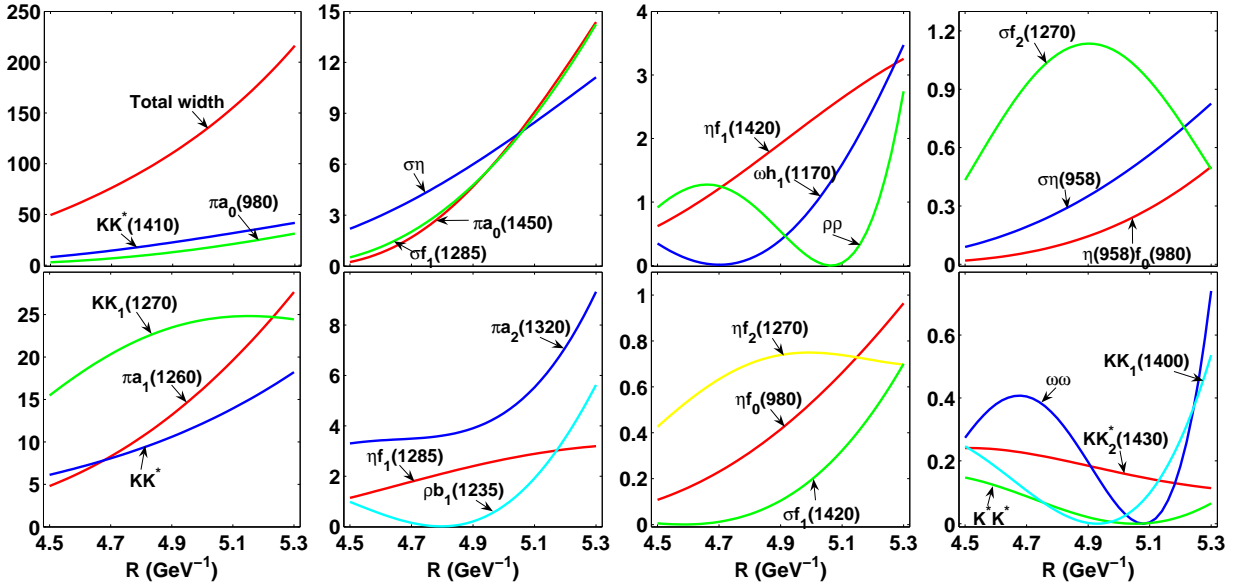 250
200
150
100
50
0
Total width
KK*(1410)
πa0(980)
15
12
9
6
3
0
ση
πa0(1450)
σf1(1285)
4
3
2
1
0
ηf1(1420)
ωh1(1170)
ρρ
1.2
0.9
0.6
0.3
0
σf2(1270)
ση(958)
η(958)f0(980)
25
20
15
10
5
0
KK1(1270)
πa1(1260)
KK*
4.5 4.7 4.9 5.1 5.3
R (GeV−1)
8
6
4
2
0
πa2(1320)
ηf1(1285)
ρb1(1235)
4.5 4.7 4.9 5.1 5.3
R (GeV−1)
1
0.8
0.6
0.4
0.2
0
ηf2(1270)
ηf0(980)
σf1(1420)
4.5 4.7 4.9 5.1 5.3
R (GeV−1)
0.6
0.4
0.2
0
KK1(1400)
ωω
KK2*(1430)
K*K*
4.5 4.7 4.9 5.1 5.3
R (GeV−1)